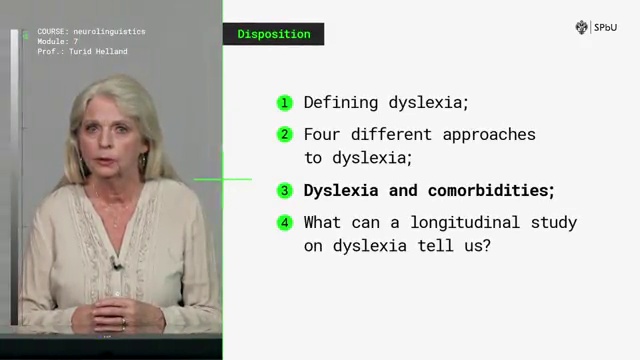 COURSE: neurolinguistics
Module: 7
Prof.: Turid Helland
Disposition
SPbU
1 Defining dyslexia;
2 Four different approaches
to dyslexia;
3 Dyslexia and comorbidities;
4 What can a longitudinal study
on dyslexia tell us?